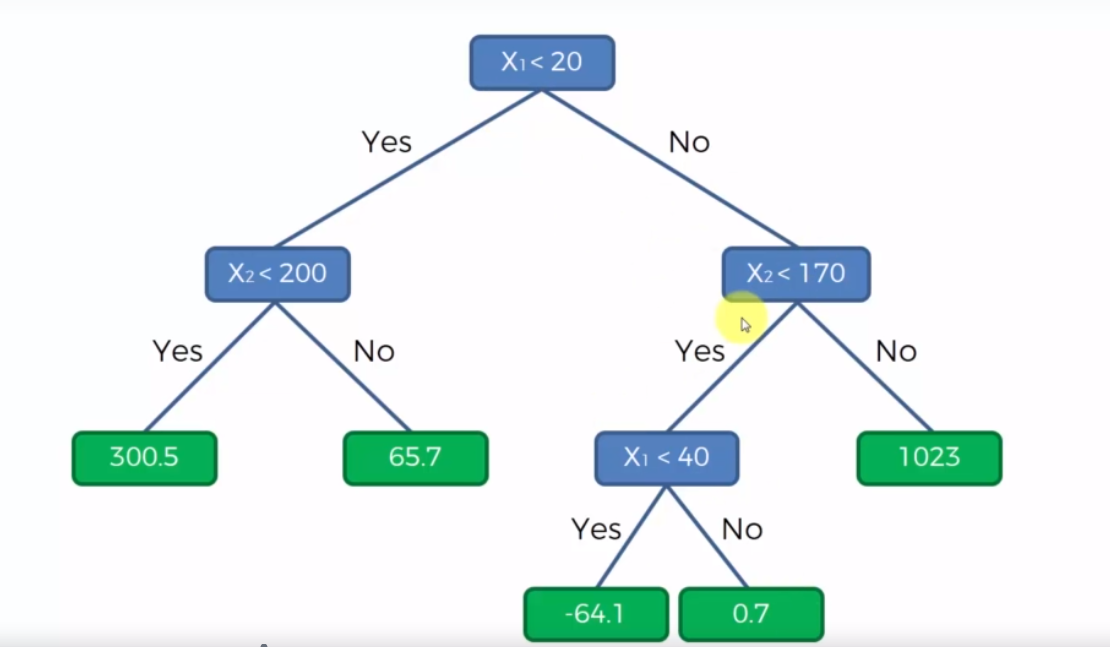 X₁ < 20
Yes
No
X₂ < 200
X₂ < 170
Yes
No
Yes
No
300.5
65.7
X₁ < 40
1023
Yes
No
-64.1
0.7